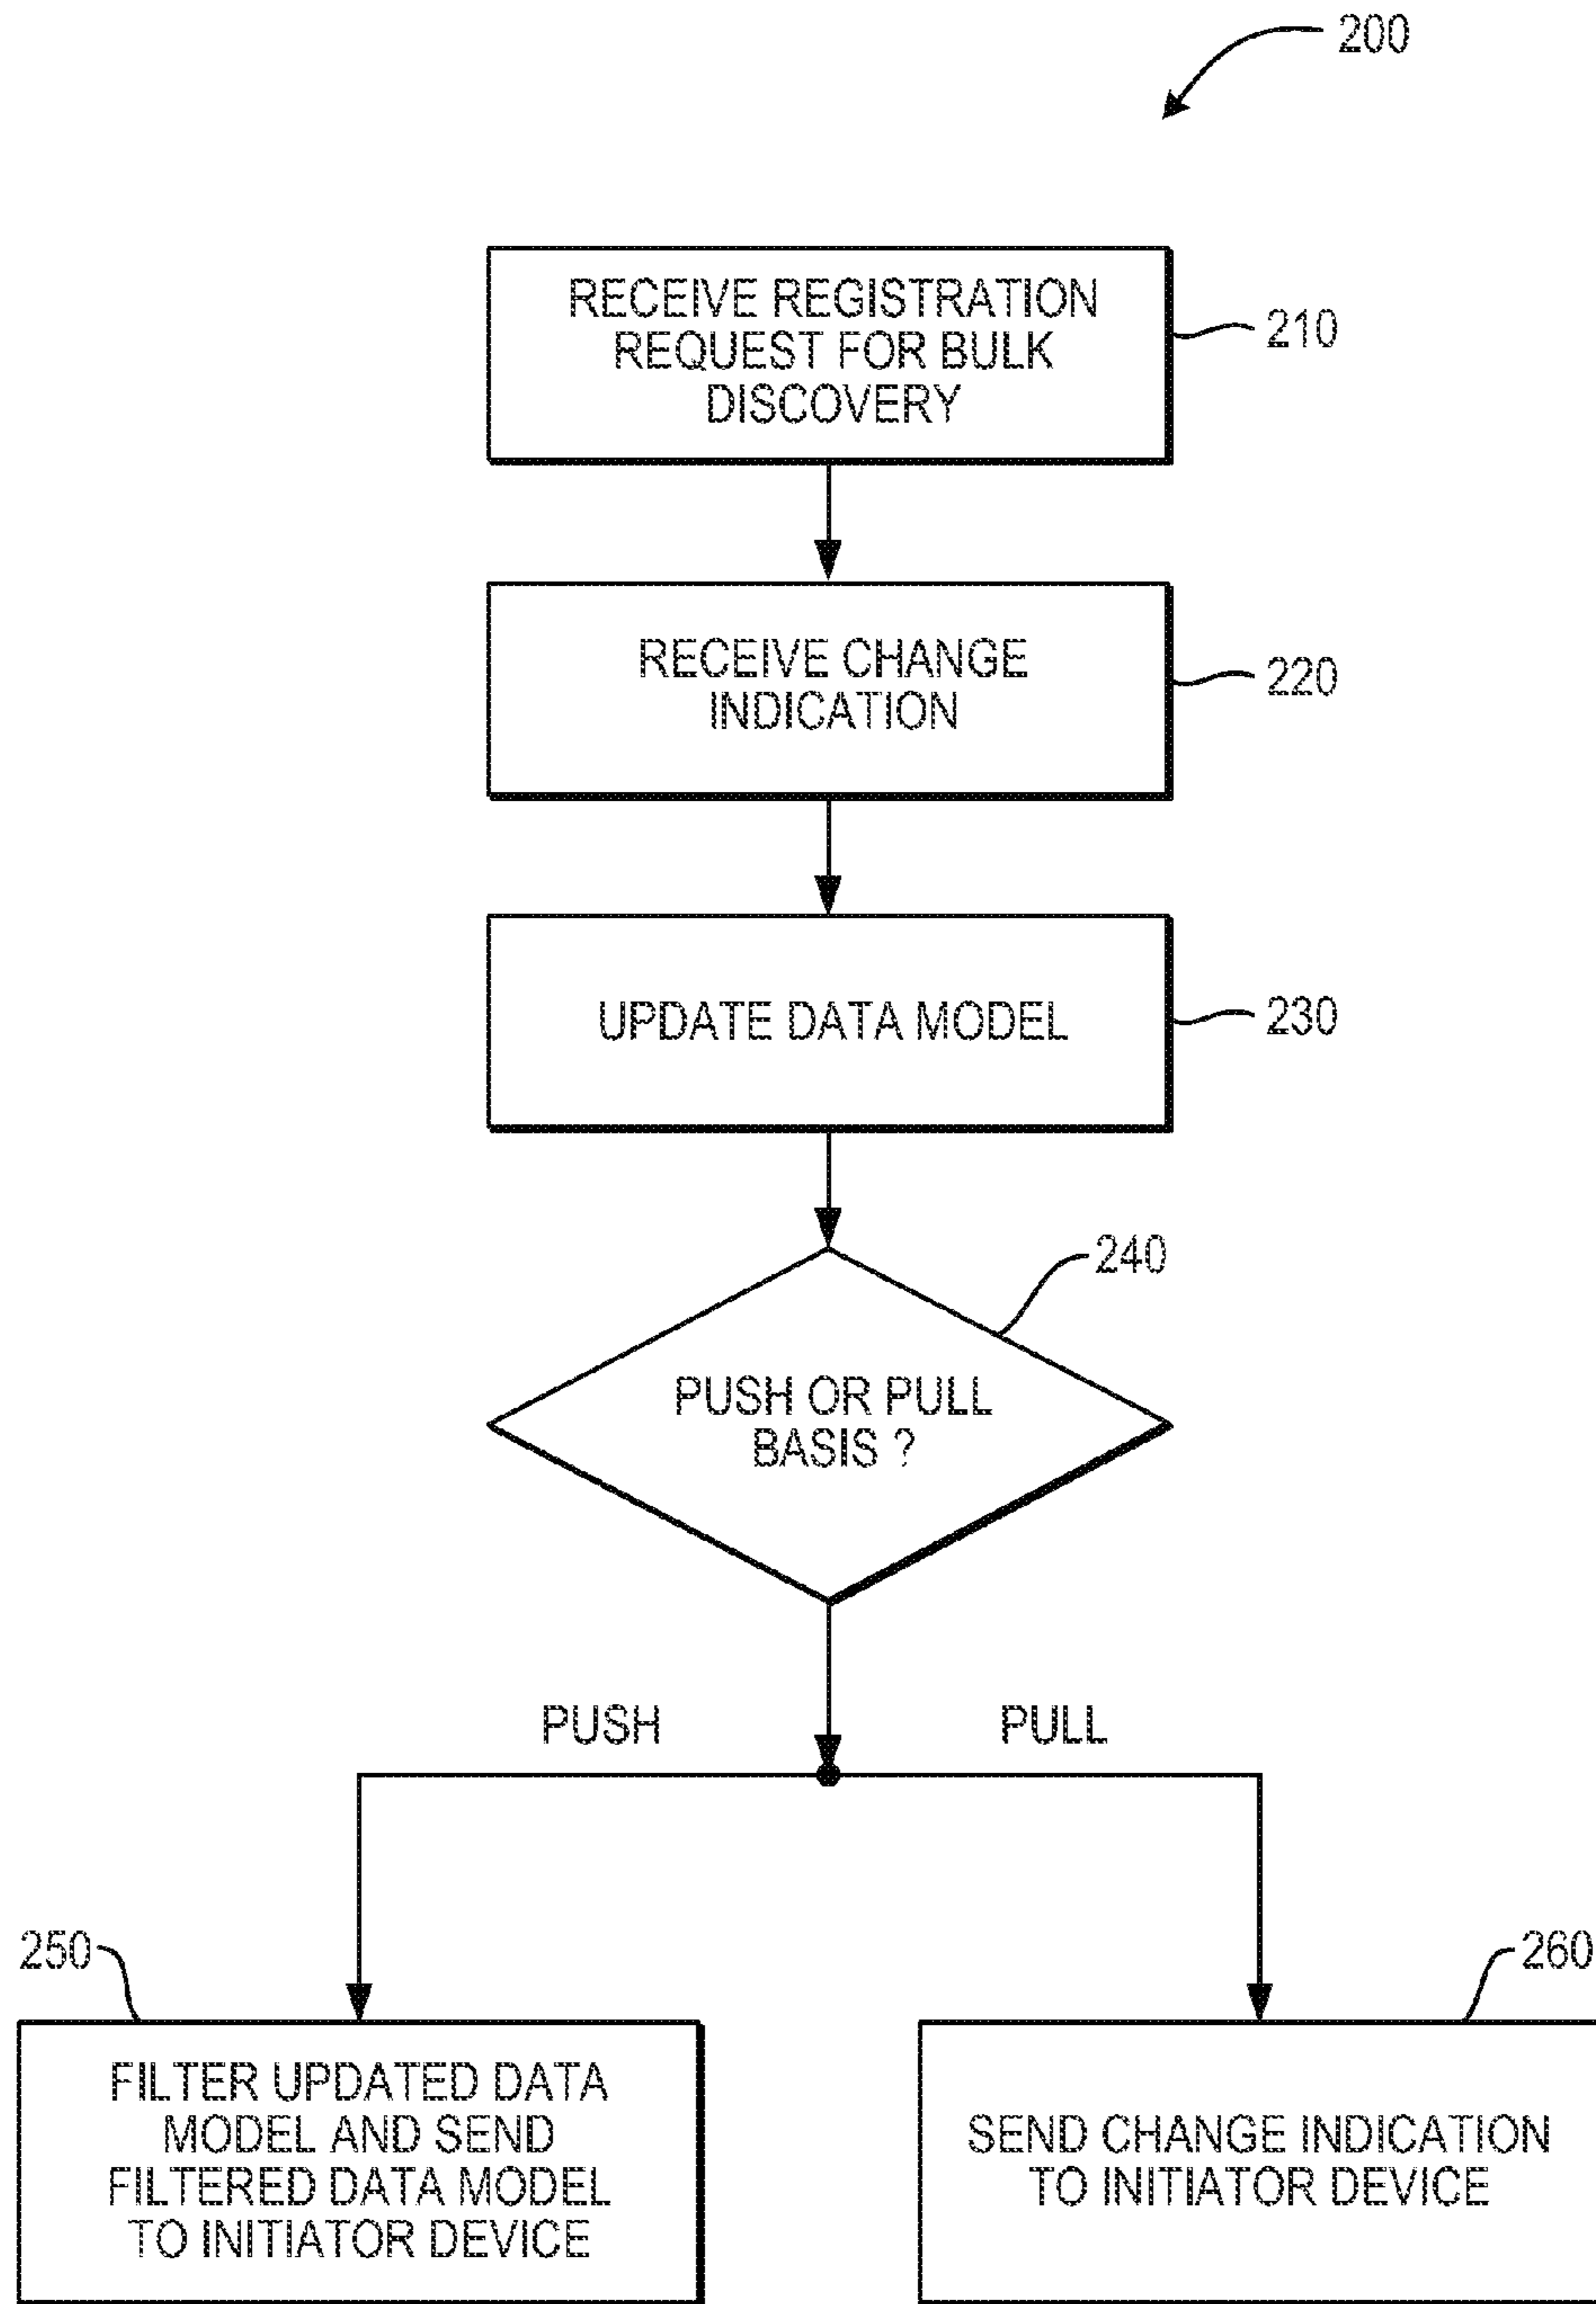 200
RECEIVE REGISTRATION
REQUEST FOR BULK
DISCOVERY
210
RECEIVE CHANGE
INDICATION
220
UPDATE DATA MODEL
230
240
PUSH OR PULL
BASIS ?
PUSH
PULL
250
FILTER UPDATED DATA
MODEL AND SEND
FILTERED DATA MODEL
TO INITIATOR DEVICE
260
SEND CHANGE INDICATION
TO INITIATOR DEVICE